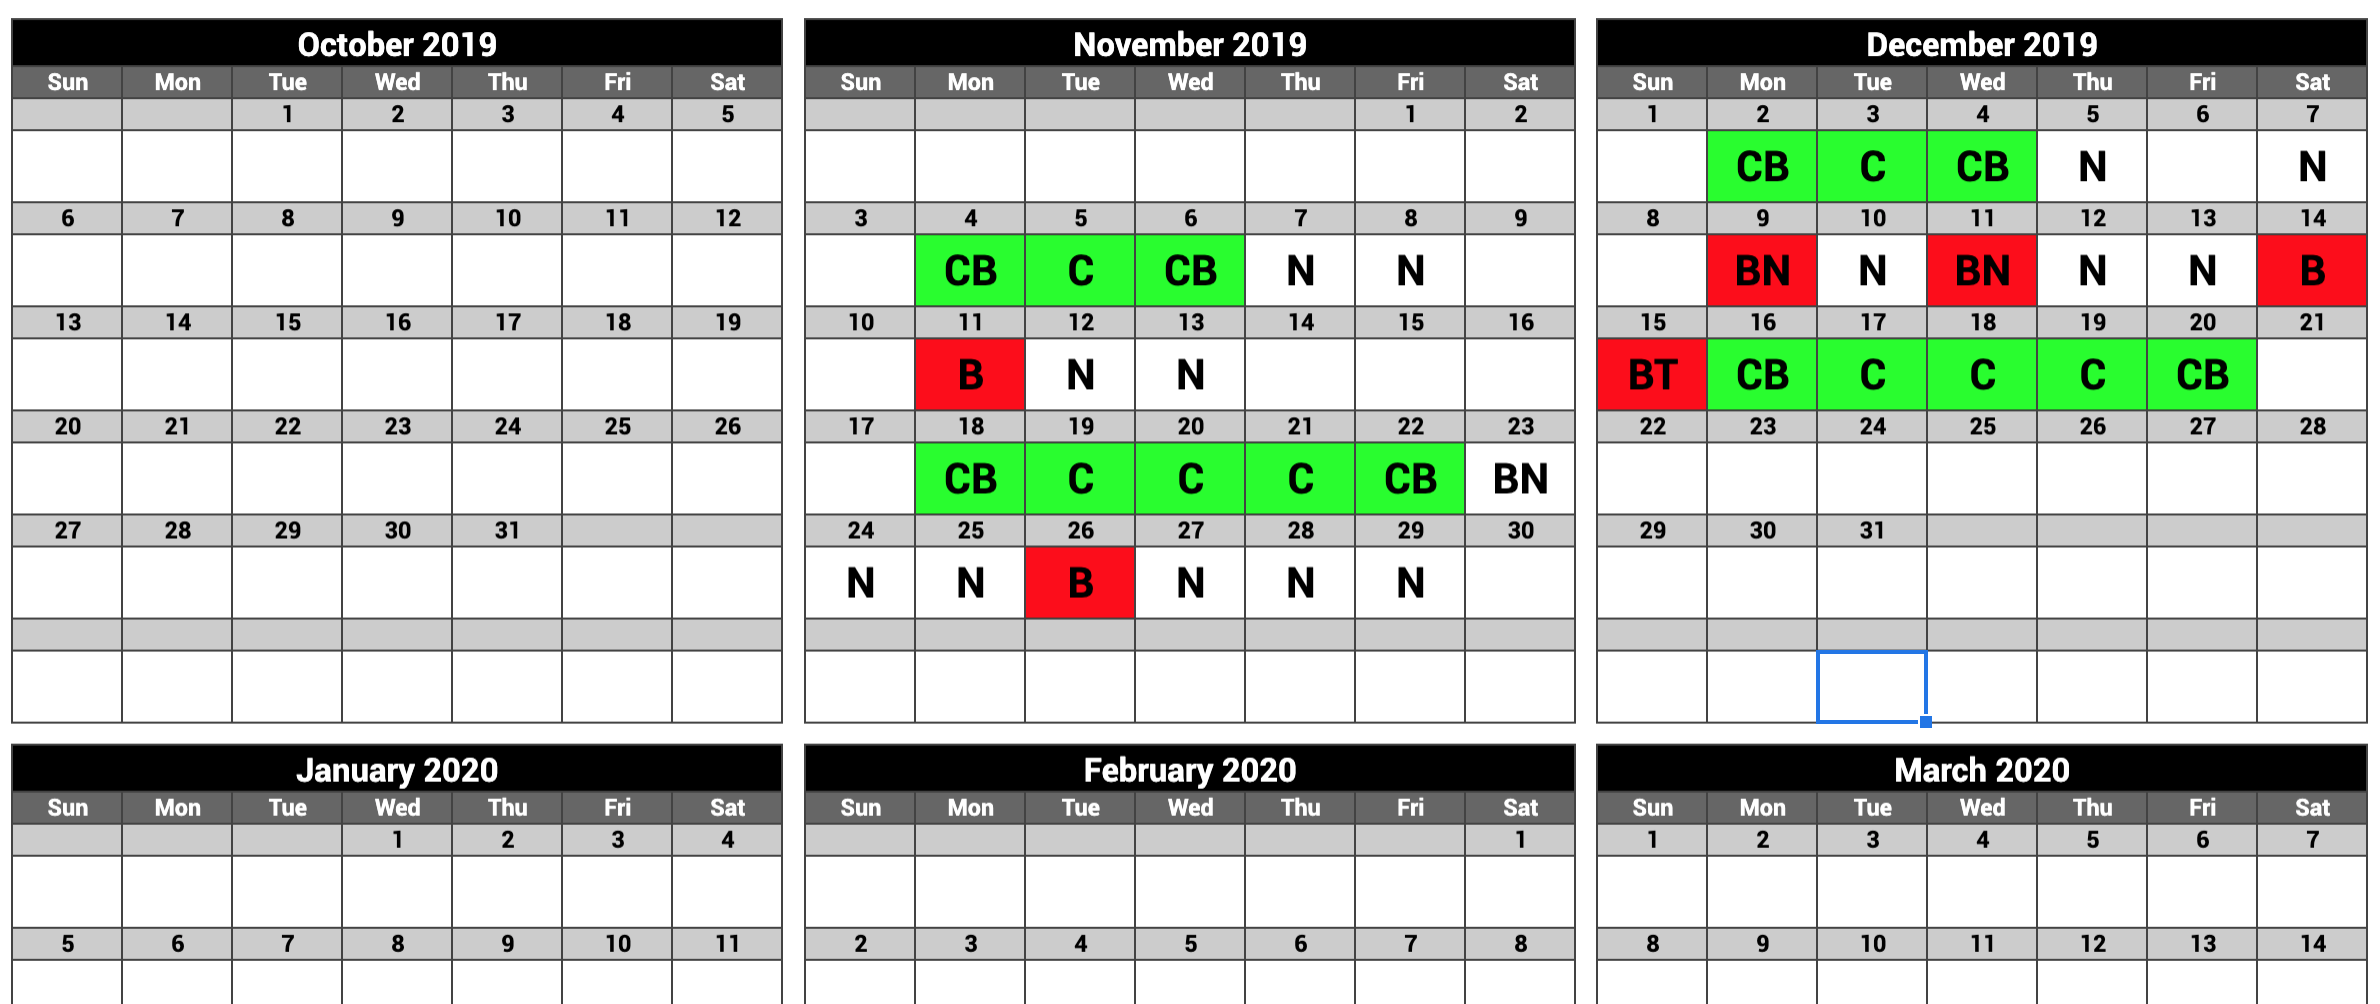 October 2019
Sun Mon Tue Wed Thu Fri Sat
1 2 3 4 5
6 7 8 9 10 11 12
13 14 15 16 17 18 19
20 21 22 23 24 25 26
27 28 29 30 31
November 2019
Sun Mon Tue Wed Thu Fri Sat
1 2
3 4 5 6 7 8 9
CB C CB N N
10 11 12 13 14 15 16
B N N
17 18 19 20 21 22 23
CB C C C CB BN
24 25 26 27 28 29 30
N N B N N N
December 2019
Sun Mon Tue Wed Thu Fri Sat
1 2 3 4 5 6 7
CB C CB N N
8 9 10 11 12 13 14
BN N BN N N B
15 16 17 18 19 20 21
BT CB C C C CB
22 23 24 25 26 27 28
29 30 31
January 2020
Sun Mon Tue Wed Thu Fri Sat
1 2 3 4
5 6 7 8 9 10 11
February 2020
Sun Mon Tue Wed Thu Fri Sat
1
2 3 4 5 6 7 8
March 2020
Sun Mon Tue Wed Thu Fri Sat
1 2 3 4 5 6 7
8 9 10 11 12 13 14